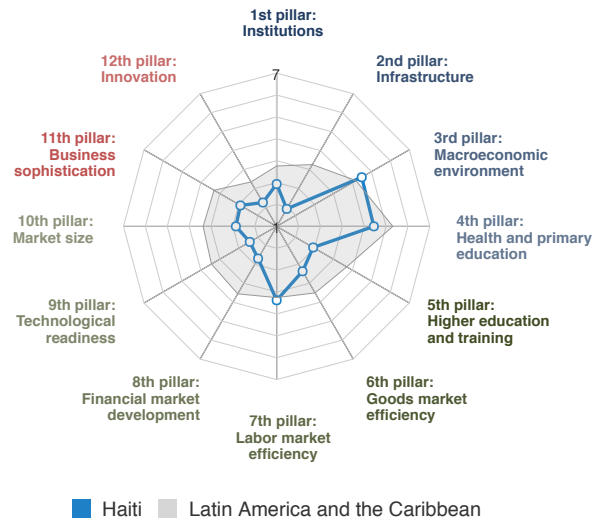 1st pillar:
Institutions
2nd pillar:
Infrastructure
3rd pillar:
Macroeconomic
environment
4th pillar:
Health and primary
education
5th pillar:
Higher education
and training
6th pillar:
Goods market
efficiency
7th pillar:
Labor market
efficiency
8th pillar:
Financial market
development
9th pillar:
Technological
readiness
10th pillar:
Market size
11th pillar:
Business
sophistication
12th pillar:
Innovation
7
1
Haiti
Latin America and the Caribbean